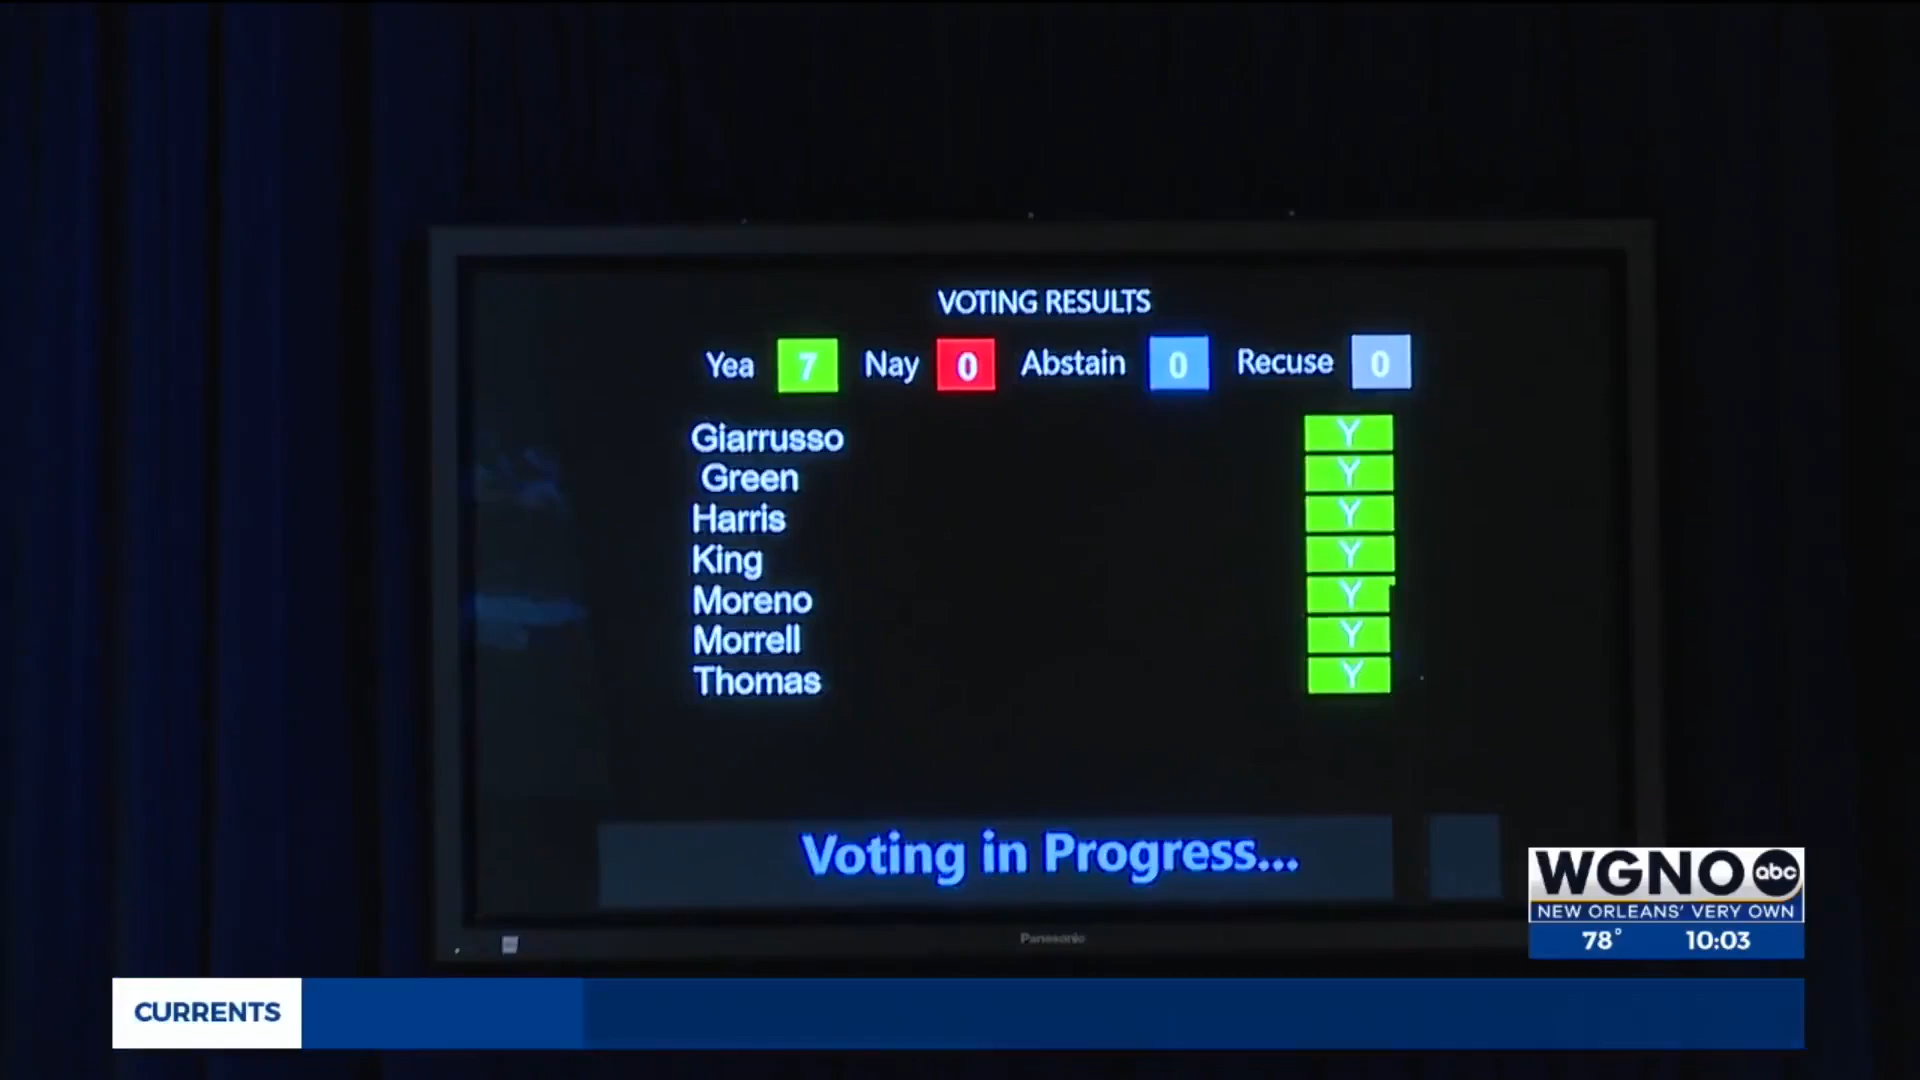 VOTING RESULTS
Yea 7 Nay 0 Abstain 0 Recuse 0
Giarrusso Y
Green Y
Harris Y
King Y
Moreno Y
Morrell Y
Thomas Y
Voting in Progress...
Panasonic
WGNO abc
NEW ORLEANS' VERY OWN
78° 10:03
CURRENTS